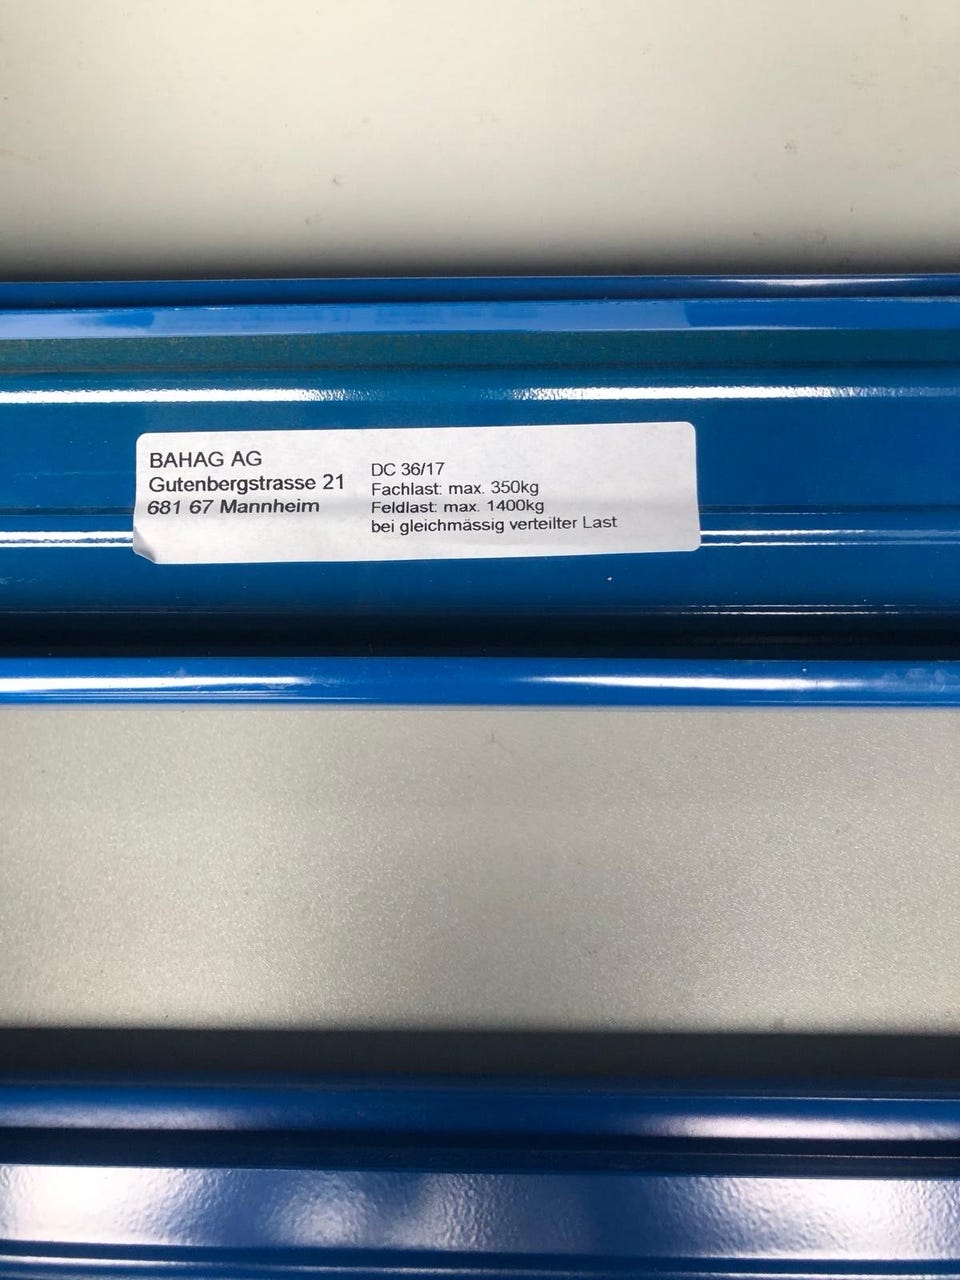 BAHAG AG
Gutenbergstrasse 21
681 67 Mannheim
DC 36/17
Fachlast: max. 350kg
Feldlast: max. 1400kg
bei gleichmässig verteilter Last